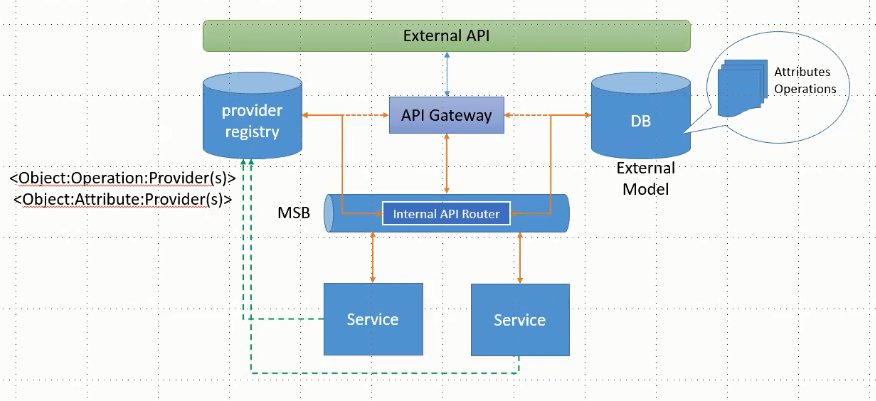 External API
provider
registry
API Gateway
DB
Attributes
Operations
External
Model
<Object:Operation:Provider(s)>
<Object:Attribute:Provider(s)>
MSB
Internal API Router
Service
Service